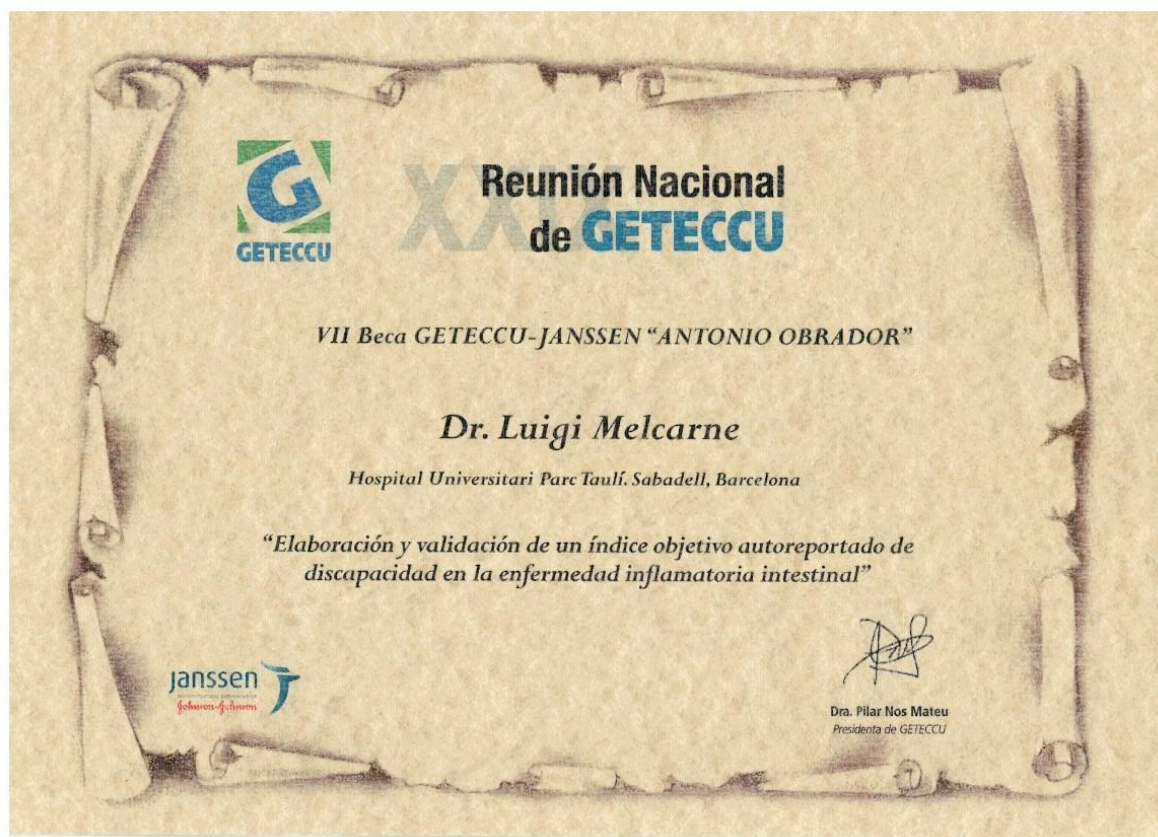 GETECCU
Reunión Nacional
de GETECCU
VII Beca GETECCU-JANSSEN “ANTONIO OBRADOR”
Dr. Luigi Melcarne
Hospital Universitari Parc Taulí. Sabadell, Barcelona
“Elaboración y validación de un índice objetivo autoreportado de
discapacidad en la enfermedad inflamatoria intestinal”
janssen
Johnson-Johnson
Dra. Pilar Nos Mateu
Presidenta de GETECCU